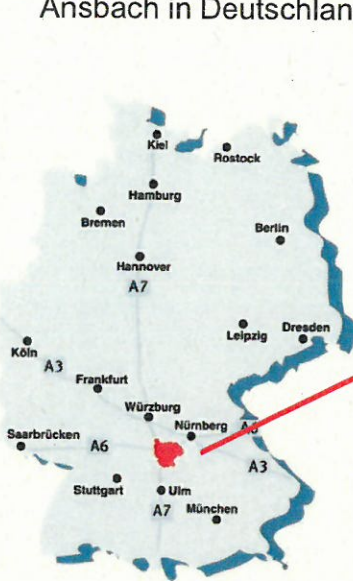 Ansbach in Deutschlan
Kiel
Rostock
Hamburg
Bremen
Berlin
Hannover
A7
Leipzig
Dresden
Köln
A3
Frankfurt
Würzburg
Nürnberg
A6
Saarbrücken
A6
A3
Stuttgart
Ulm
A7
München